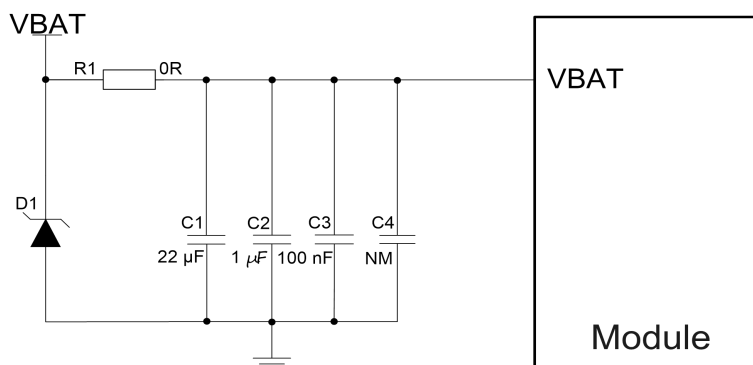 VBAT
R1 0R
VBAT
D1
C1 C2 C3 C4
22 µF 1 µF 100 nF NM
Module